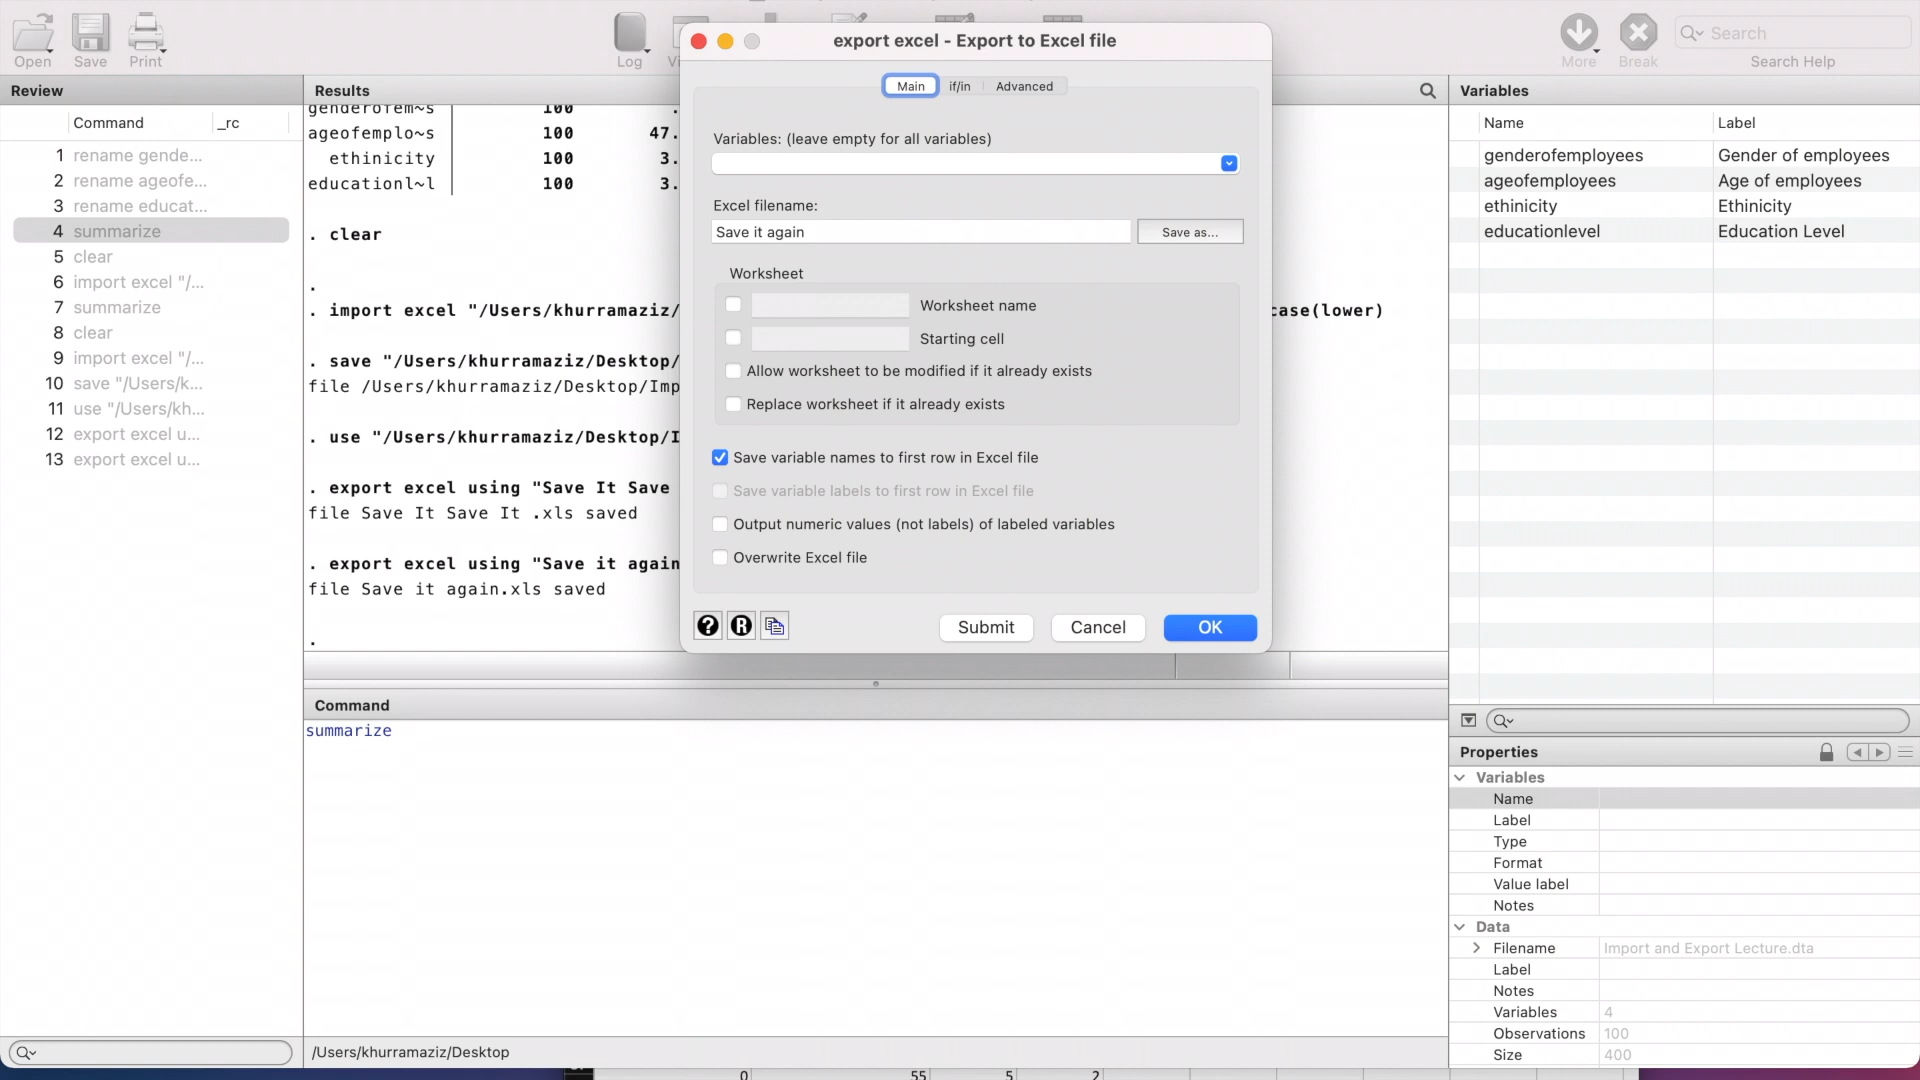 export excel - Export to Excel file
Open
Save
Print
Log
More
Break
Search
Search Help
Review
Results
Variables
Command
_rc
1 rename gende...
2 rename ageofe...
3 rename educat...
4 summarize
5 clear
6 import excel "/...
7 summarize
8 clear
9 import excel "/...
10 save "/Users/k...
11 use "/Users/kh...
12 export excel u...
13 export excel u...
genderofem~s 100
ageofemplo~s 100 47.
ethinicity 100 3.
educationl~l 100 3.
. clear
.
. import excel "/Users/khurramaziz/
case(lower)
. save "/Users/khurramaziz/Desktop/
file /Users/khurramaziz/Desktop/Imp
. use "/Users/khurramaziz/Desktop/I
. export excel using "Save It Save
file Save It Save It .xls saved
. export excel using "Save it again
file Save it again.xls saved
.
Main
if/in
Advanced
Variables: (leave empty for all variables)
Excel filename:
Save it again
Save as...
Worksheet
Worksheet name
Starting cell
Allow worksheet to be modified if it already exists
Replace worksheet if it already exists
Save variable names to first row in Excel file
Save variable labels to first row in Excel file
Output numeric values (not labels) of labeled variables
Overwrite Excel file
? R
Submit
Cancel
OK
Command
summarize
/Users/khurramaziz/Desktop
0 55 5 2
Name Label
genderofemployees Gender of employees
ageofemployees Age of employees
ethinicity Ethinicity
educationlevel Education Level
Properties
Variables
Name
Label
Type
Format
Value label
Notes
Data
Filename Import and Export Lecture.dta
Label
Notes
Variables 4
Observations 100
Size 400